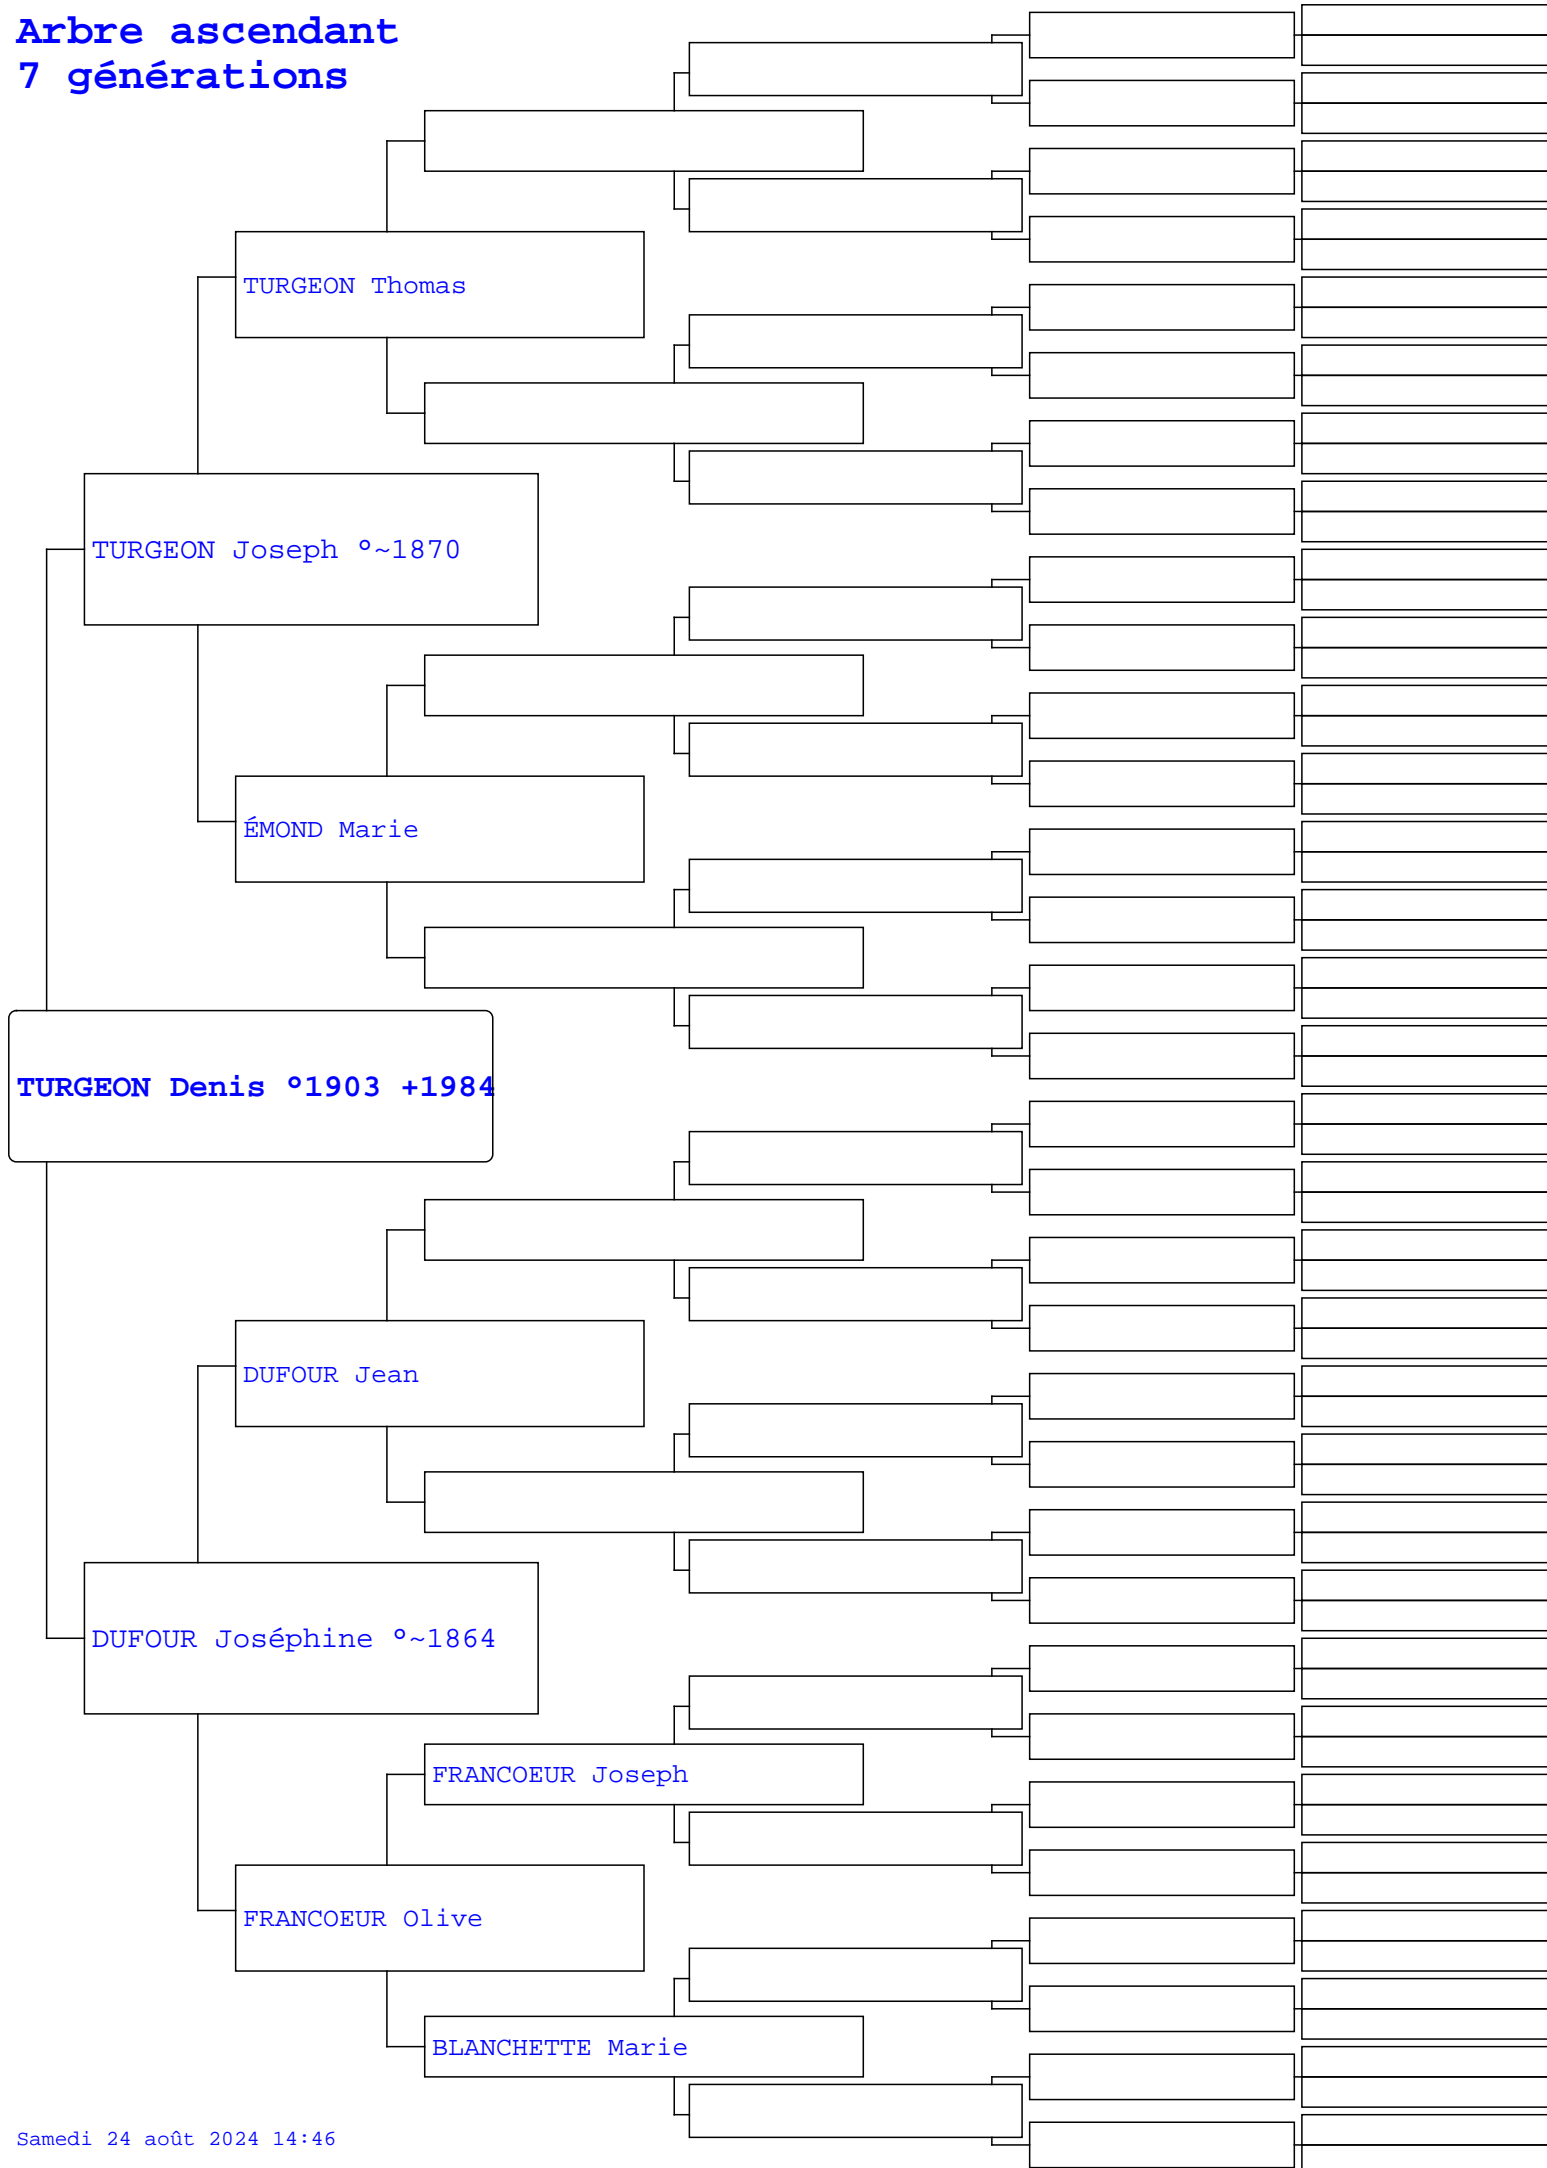 Arbre ascendant
7 générations
TURGEON Thomas
TURGEON Joseph °~1870
ÉMOND Marie
TURGEON Denis °1903 +1984
DUFOUR Jean
DUFOUR Joséphine °~1864
FRANCOEUR Joseph
FRANCOEUR Olive
BLANCHETTE Marie
Samedi 24 août 2024 14:46